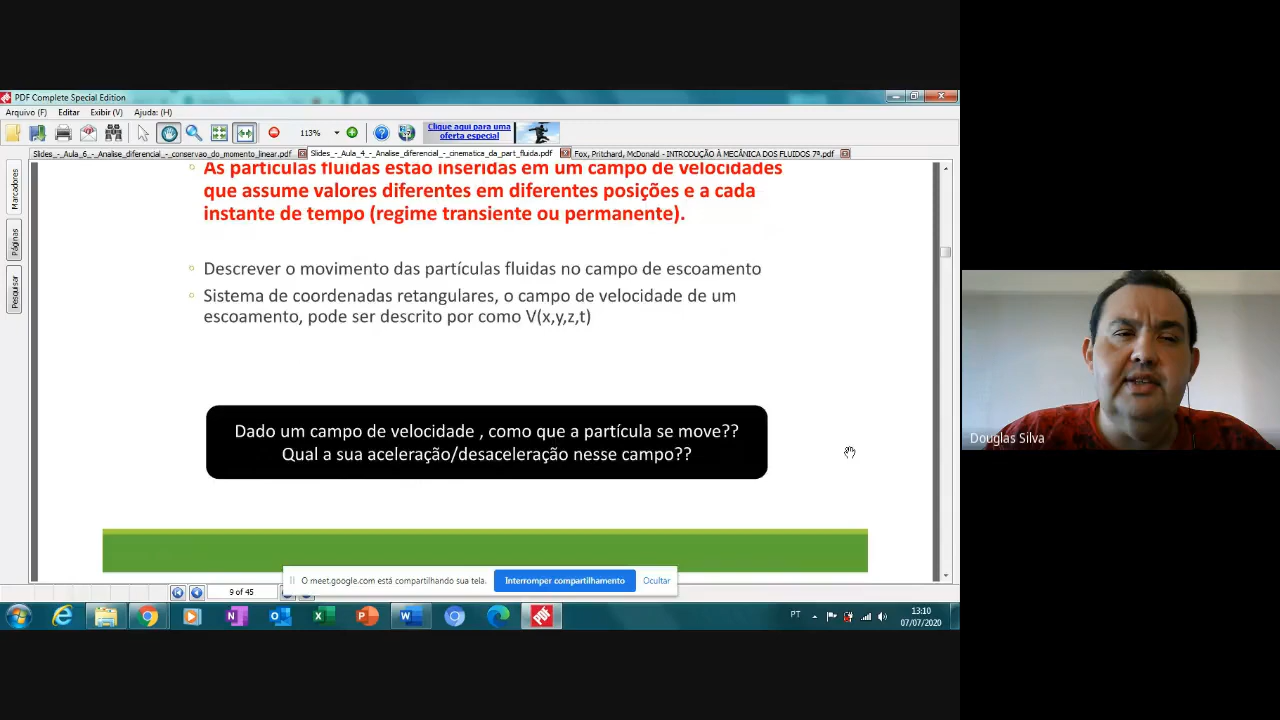 PDF Complete Special Edition
Arquivo (F) Editar Exibir (V) Ajuda: (H)
113%
Clique aqui para uma
oferta especial
Slides_-_Aula_6_-_Analise_diferencial_-_conservao_do_momento_linear.pdf
Slides_-_Aula_4_-_Analise_diferencial_-_cinematica_da_part_fluida.pdf
Fox, Pritchard, McDonald - INTRODUÇÃO À MECÂNICA DOS FLUIDOS 7ª.pdf
Marcadores
Páginas
Pesquisar
As partículas fluidas estão inseridas em um campo de velocidades
que assume valores diferentes em diferentes posições e a cada
instante de tempo (regime transiente ou permanente).
Descrever o movimento das partículas fluidas no campo de escoamento
Sistema de coordenadas retangulares, o campo de velocidade de um
escoamento, pode ser descrito por como V(x,y,z,t)
Dado um campo de velocidade , como que a partícula se move??
Qual a sua aceleração/desaceleração nesse campo??
Douglas Silva
O meet.google.com está compartilhando sua tela.
Interromper compartilhamento
Ocultar
9 of 45
PT
13:10
07/07/2020